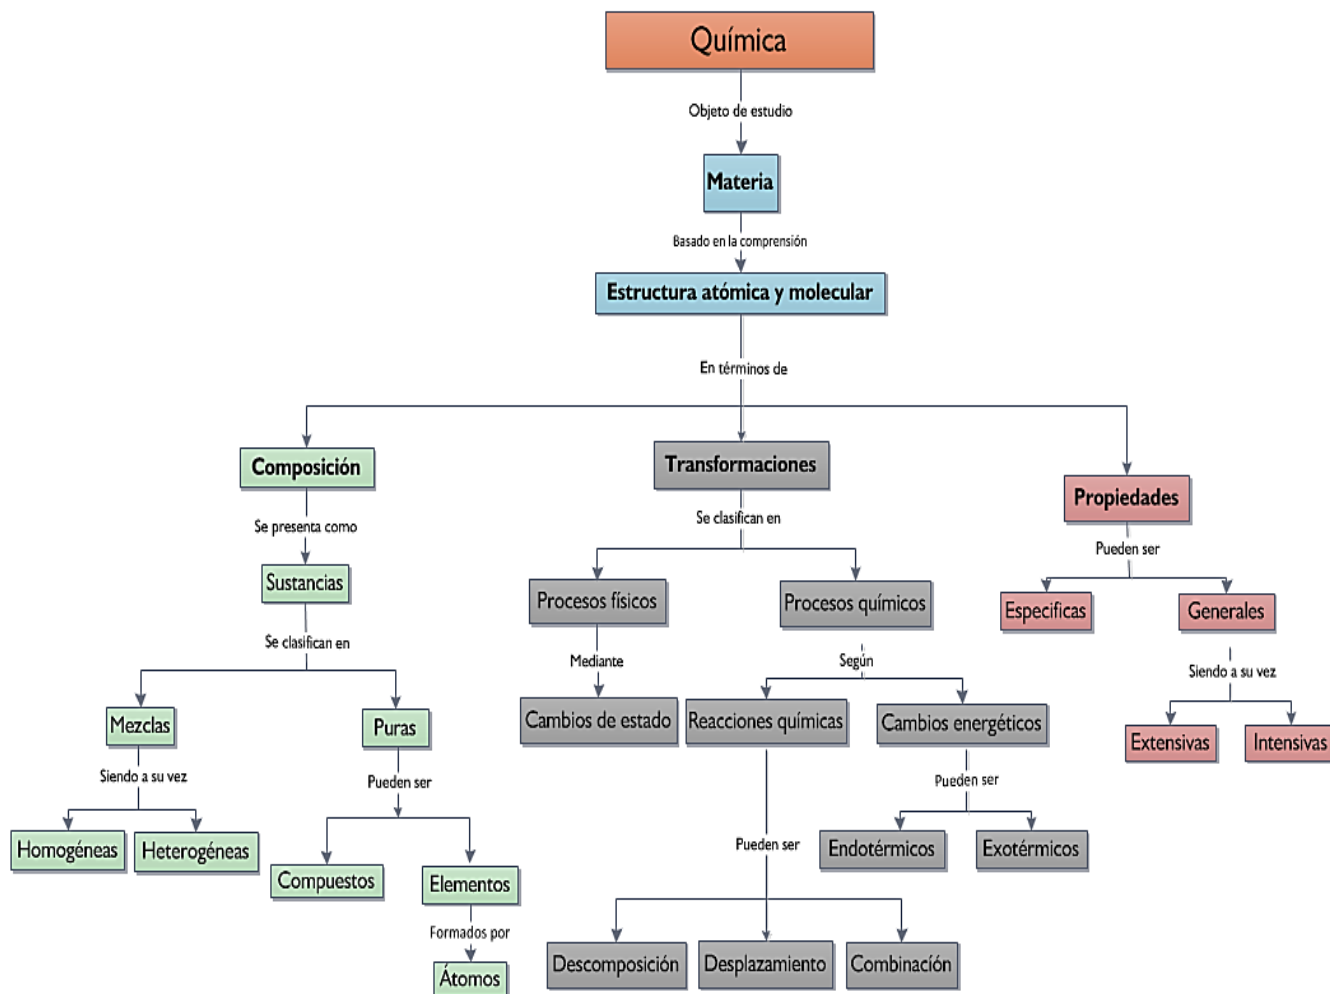 Química
Objeto de estudio
Materia
Basado en la comprensión
Estructura atómica y molecular
En términos de
Composición
Transformaciones
Propiedades
Se presenta como
Se clasifican en
Pueden ser
Sustancias
Procesos físicos
Procesos químicos
Especificas
Generales
Se clasifican en
Mediante
Según
Siendo a su vez
Mezclas
Puras
Cambios de estado
Reacciones químicas
Cambios energéticos
Extensivas
Intensivas
Siendo a su vez
Pueden ser
Pueden ser
Homogéneas
Heterogéneas
Pueden ser
Endotérmicos
Exotérmicos
Compuestos
Elementos
Formados por
Descomposición
Desplazamiento
Combinacíón
Átomos